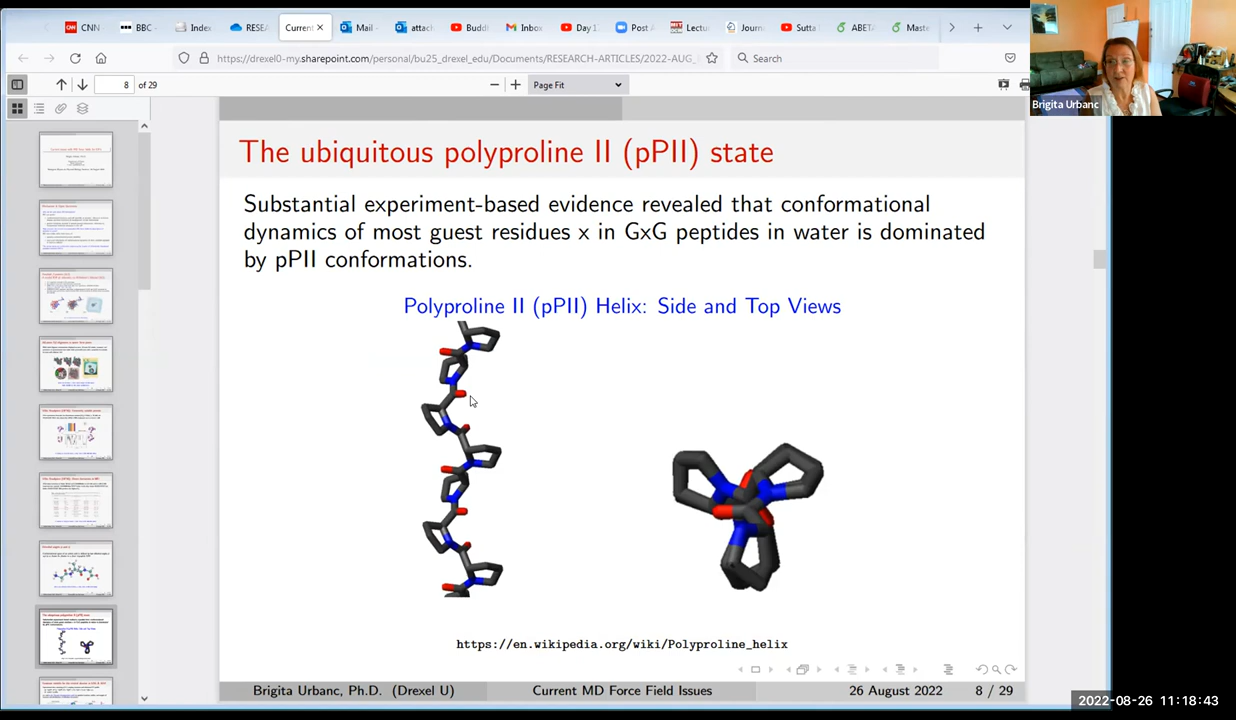 CNN
BBC
Index
RESEA
Current
Mail -
attach
Buddi
Inbox
Day 1
Post A
Lectu
Journ
Sutta
ABETA
Maste
https://drexel0-my.sharepoint.com/personal/bu25_drexel_edu/Documents/RESEARCH-ARTICLES/2022-AUG_
Search
8 of 29
Page Fit
Brigita Urbanc
The ubiquitous polyproline II (pPII) state
Substantial experiment-based evidence revealed that conformational
dynamics of most guest residues x in GxG peptides in water is dominated
by pPII conformations.
Polyproline II (pPII) Helix: Side and Top Views
https://en.wikipedia.org/wiki/Polyproline_helix
Brigita Urbanc, Ph.D. (Drexel U) Current MD Force Field Issues 26 August 2022 8 / 29
2022-08-26 11:18:43